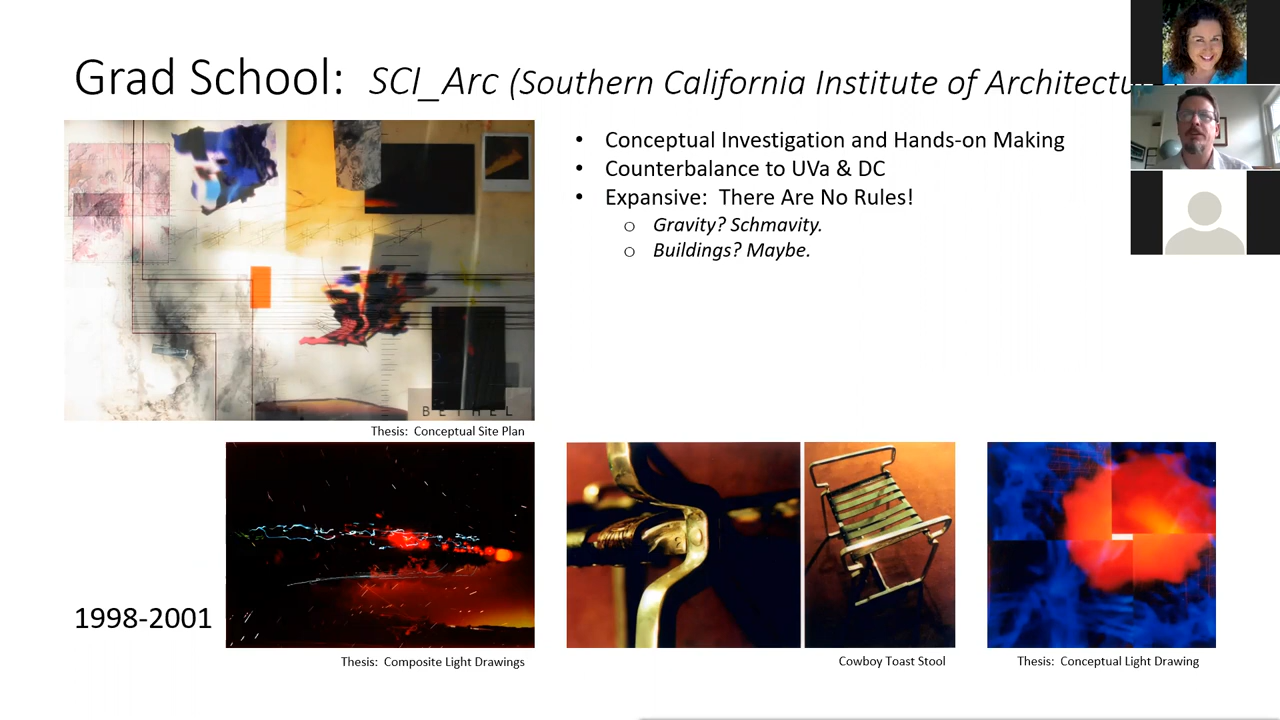 Grad School: SCI_Arc (Southern California Institute of Architectu
• Conceptual Investigation and Hands-on Making
• Counterbalance to UVa & DC
• Expansive: There Are No Rules!
o Gravity? Schmavity.
o Buildings? Maybe.
BETHEL
Thesis: Conceptual Site Plan
1998-2001
Thesis: Composite Light Drawings
Cowboy Toast Stool
Thesis: Conceptual Light Drawing